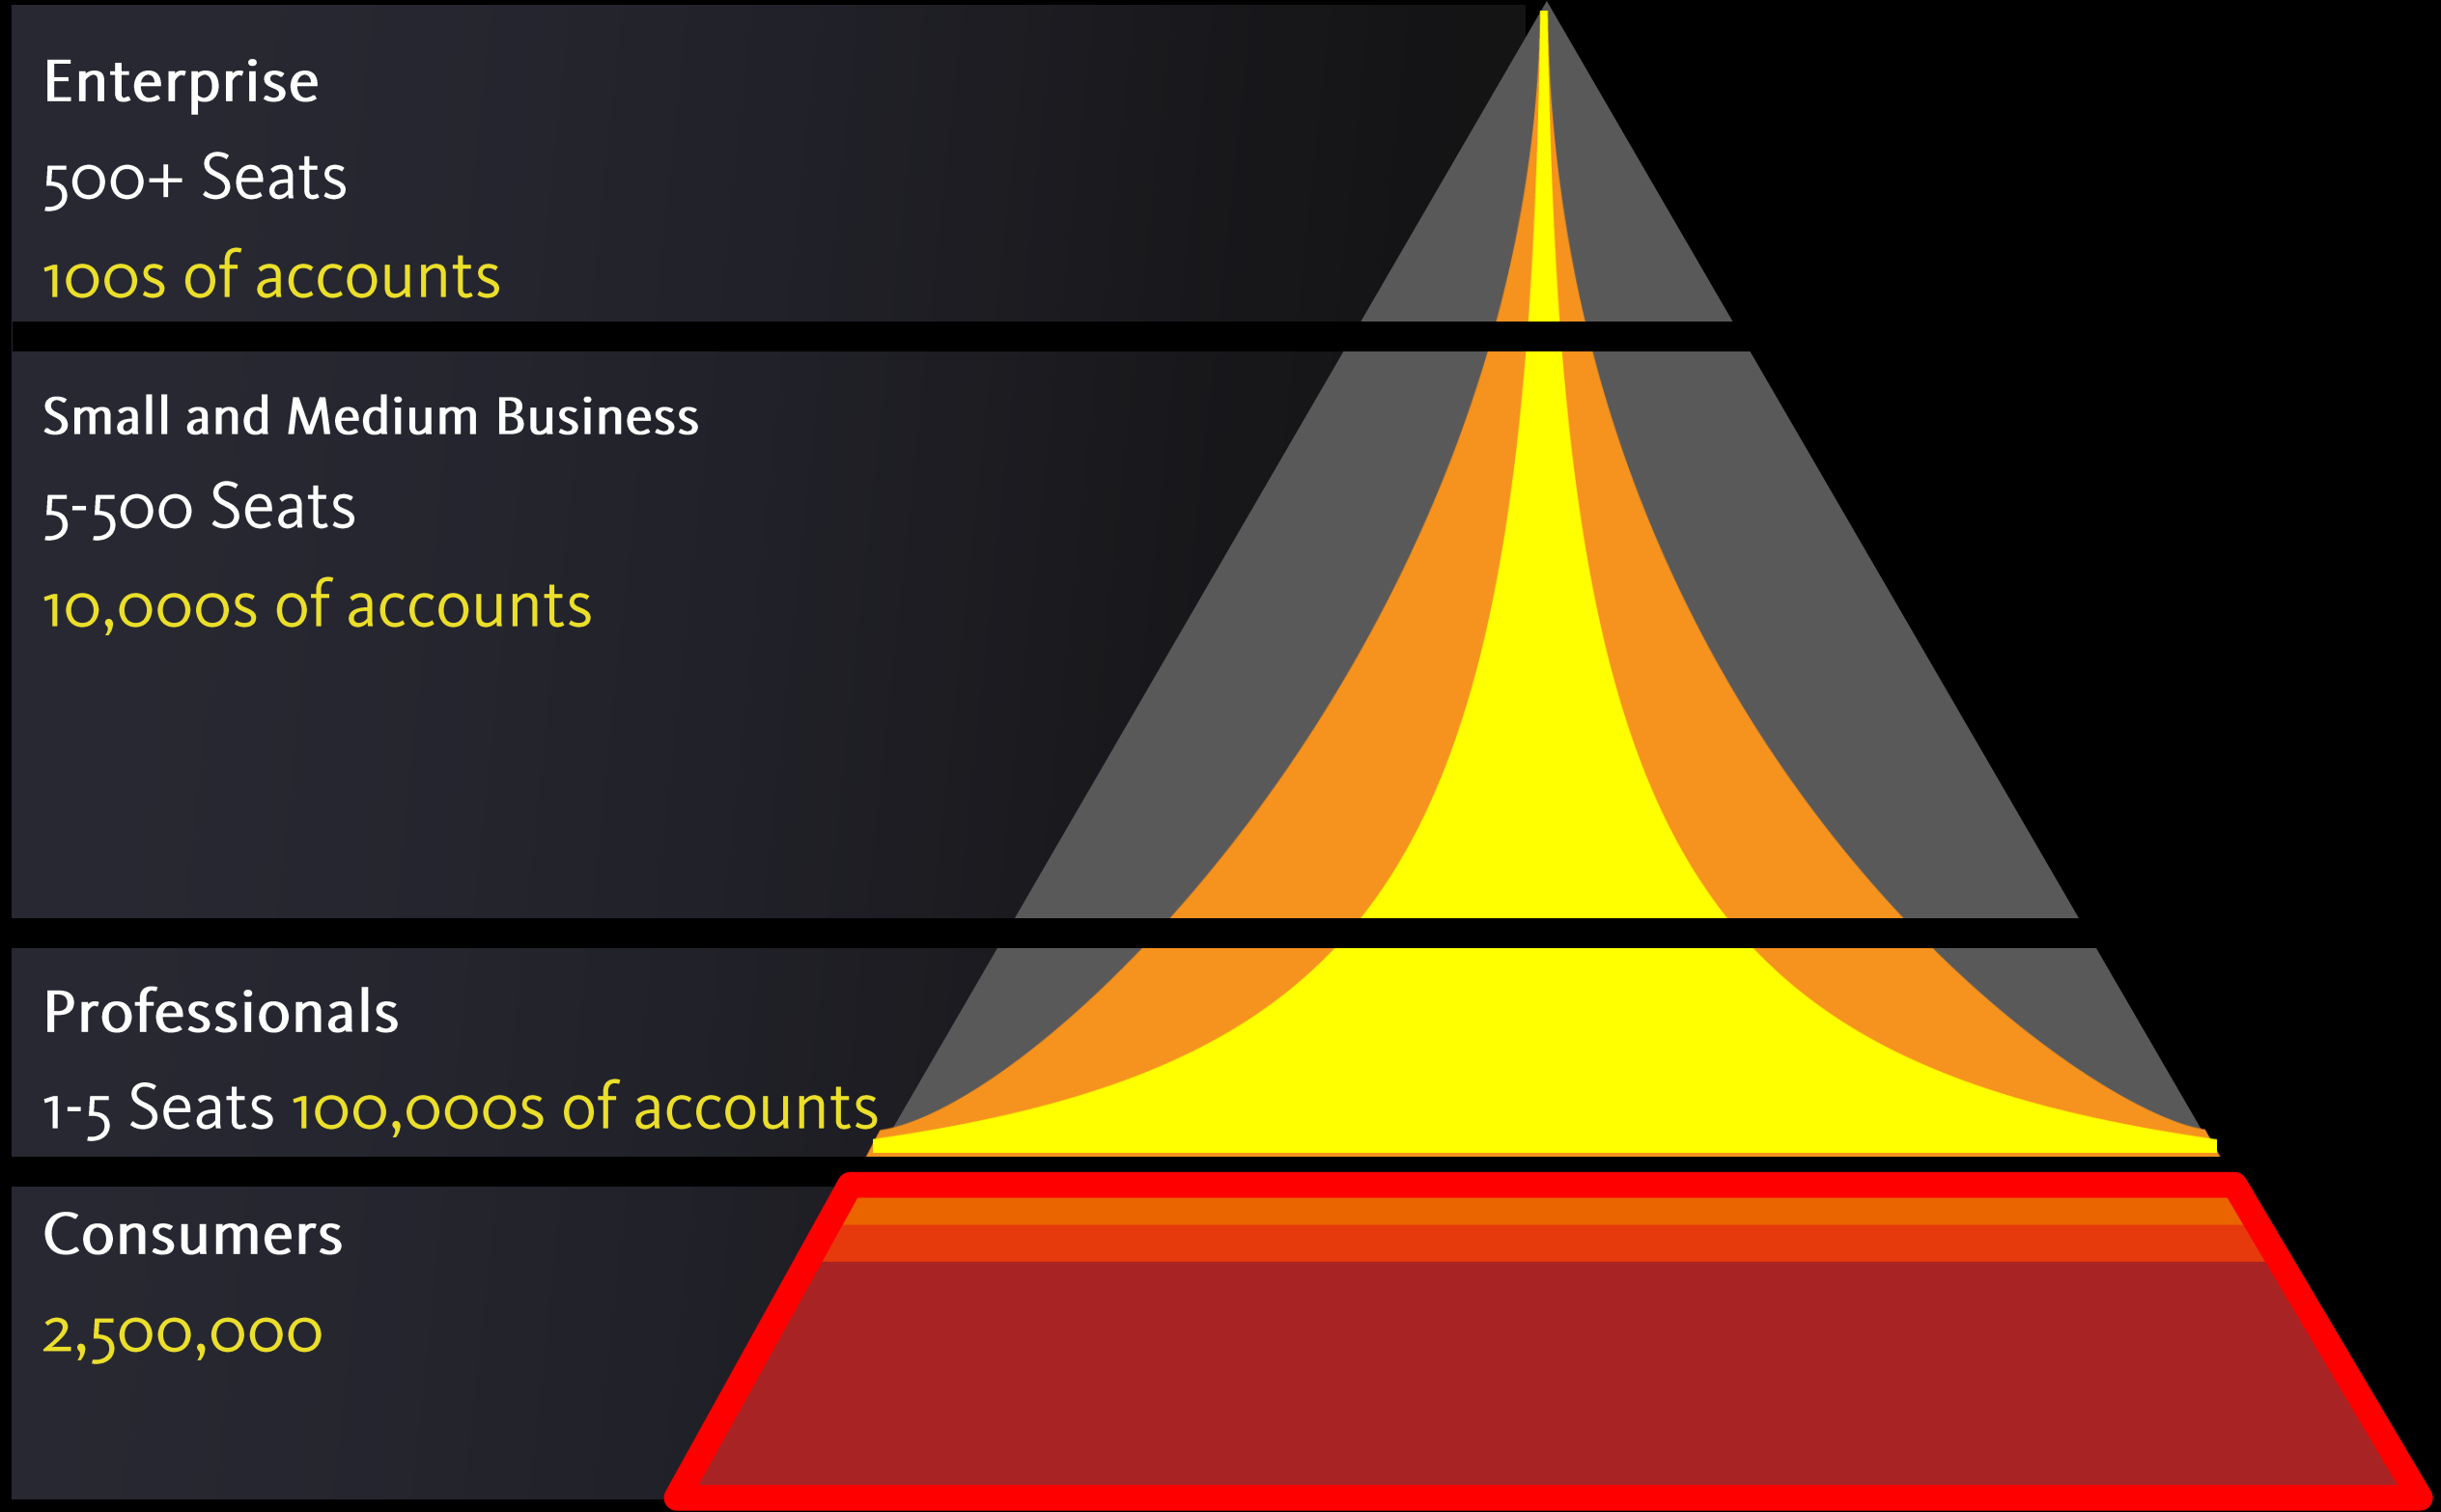 Enterprise
500+ Seats
100s of accounts
Small and Medium Business
5-500 Seats
10,000s of accounts
Professionals
1-5 Seats 100,000s of accounts
Consumers
2,500,000